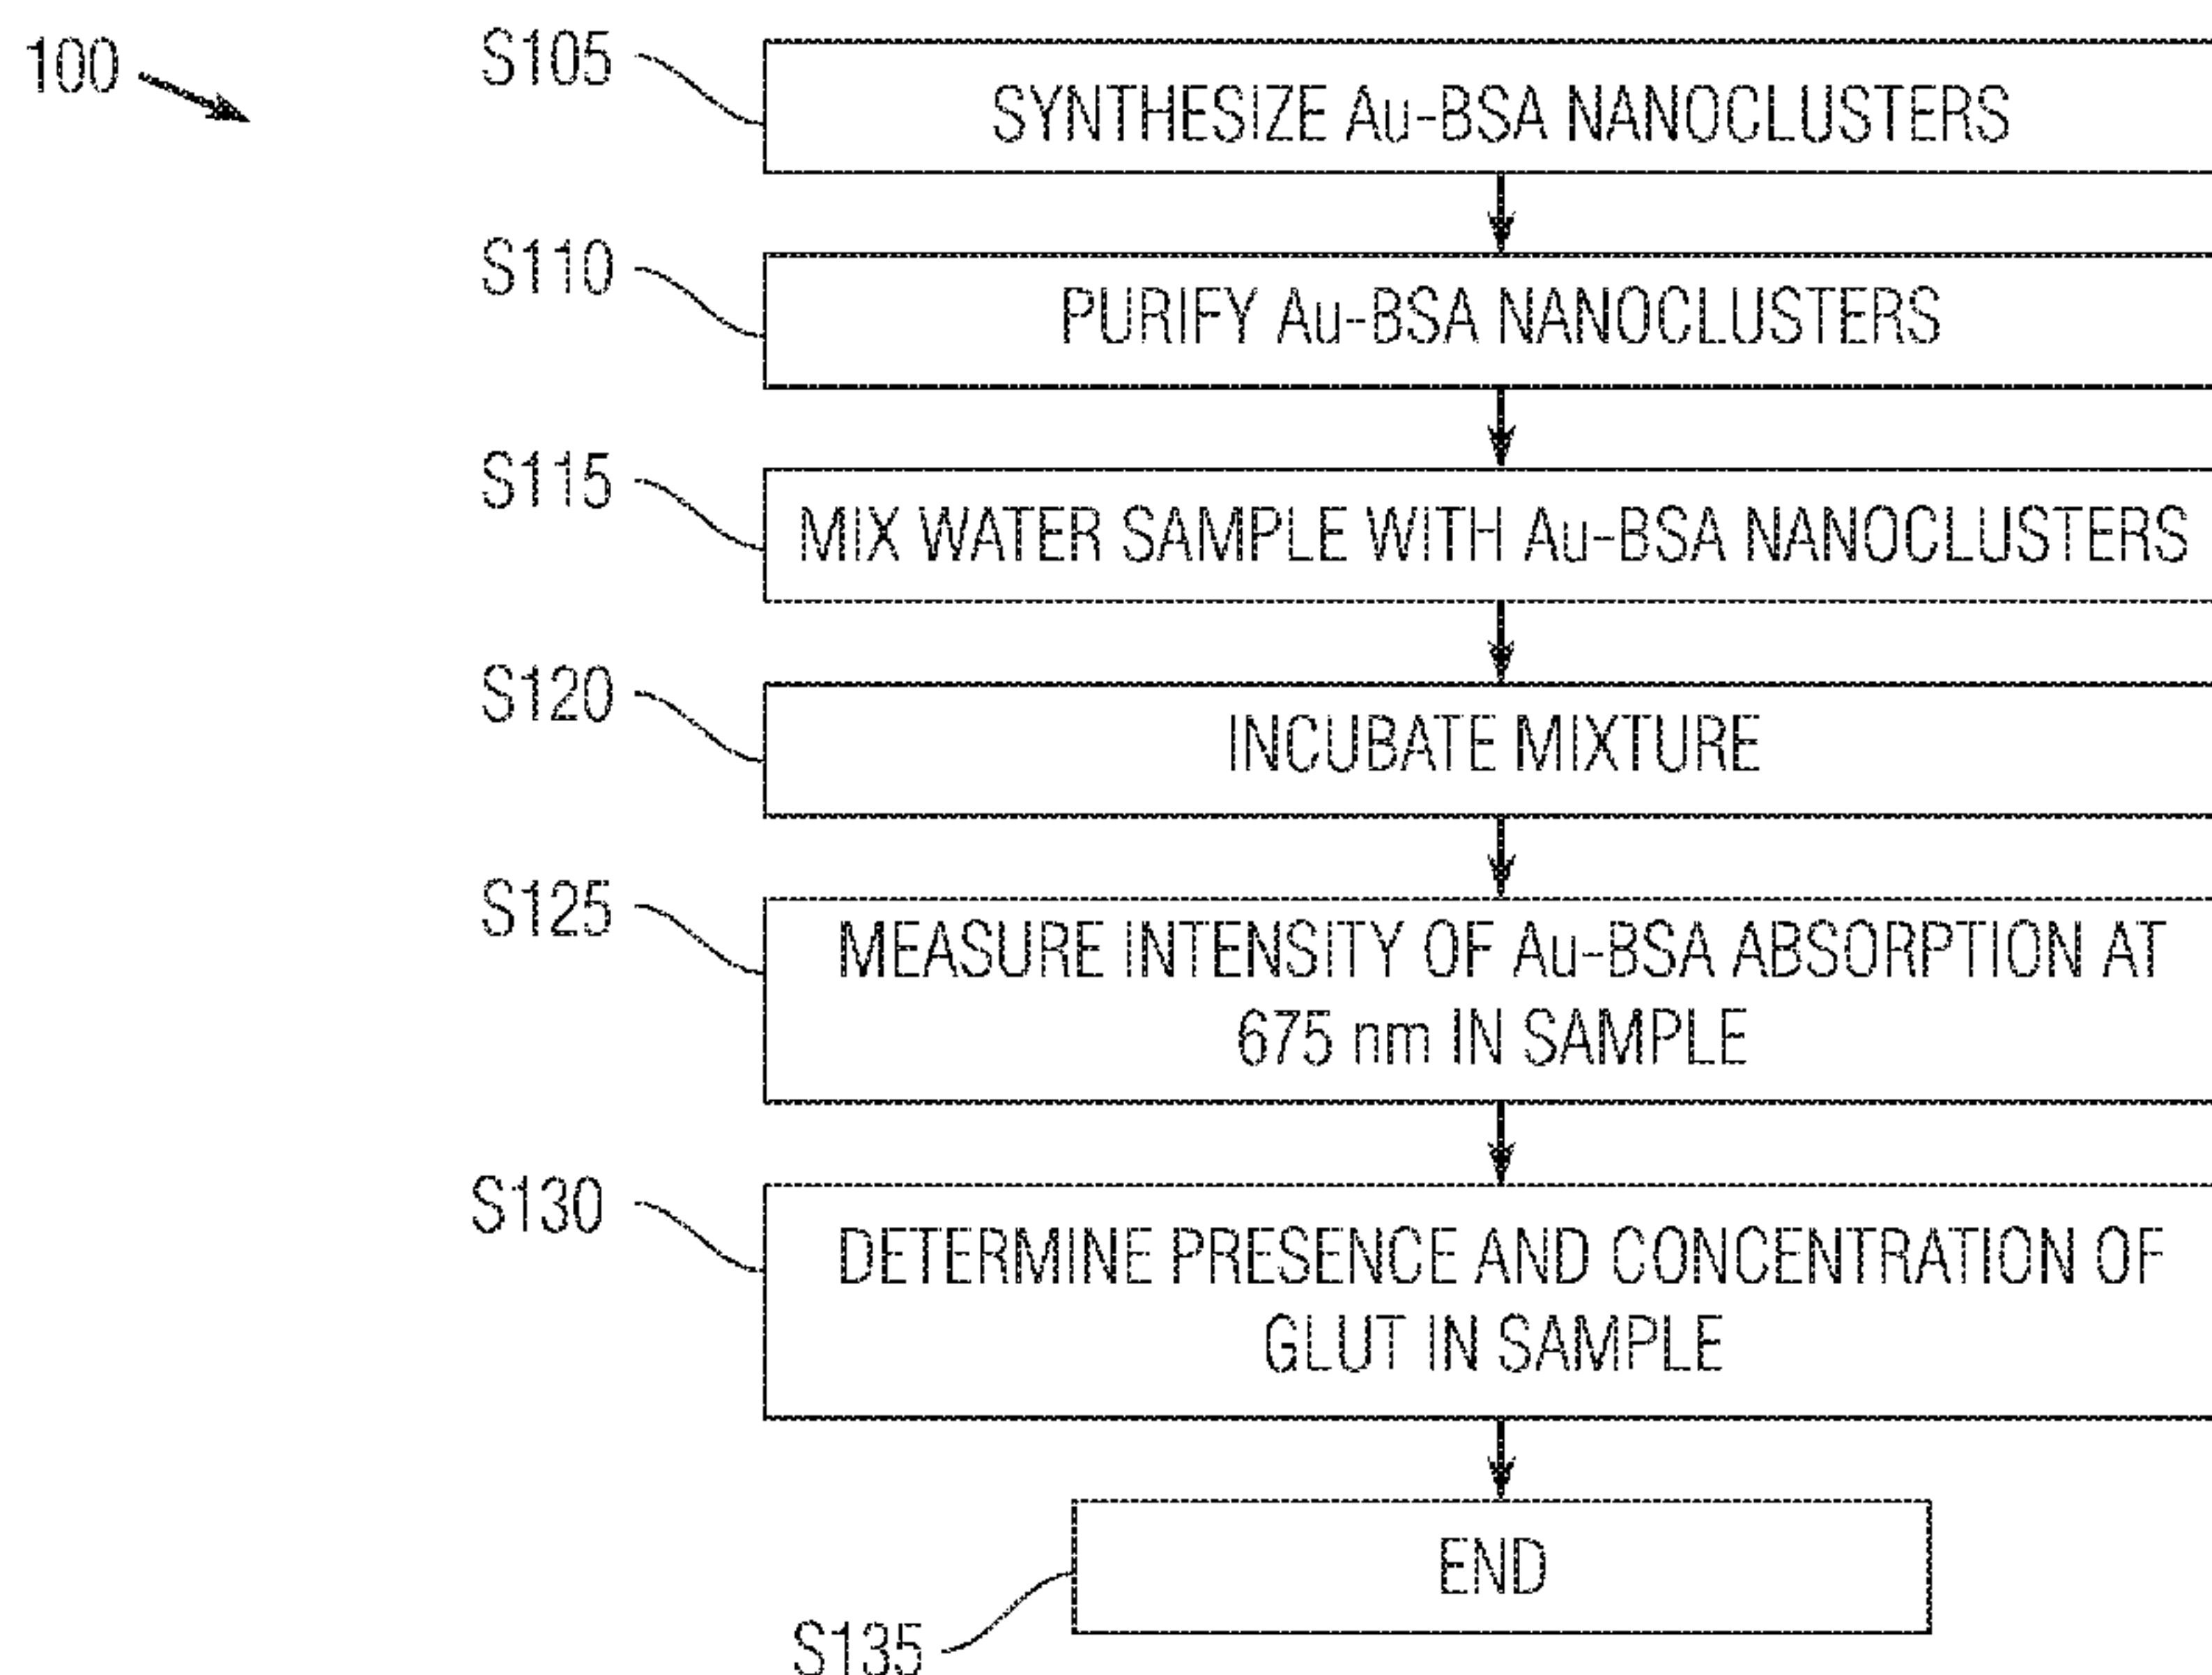 100
S105
SYNTHESIZE Au-BSA NANOCLUSTERS
S110
PURIFY Au-BSA NANOCLUSTERS
S115
MIX WATER SAMPLE WITH Au-BSA NANOCLUSTERS
S120
INCUBATE MIXTURE
S125
MEASURE INTENSITY OF Au-BSA ABSORPTION AT
675 nm IN SAMPLE
S130
DETERMINE PRESENCE AND CONCENTRATION OF
GLUT IN SAMPLE
END
S135